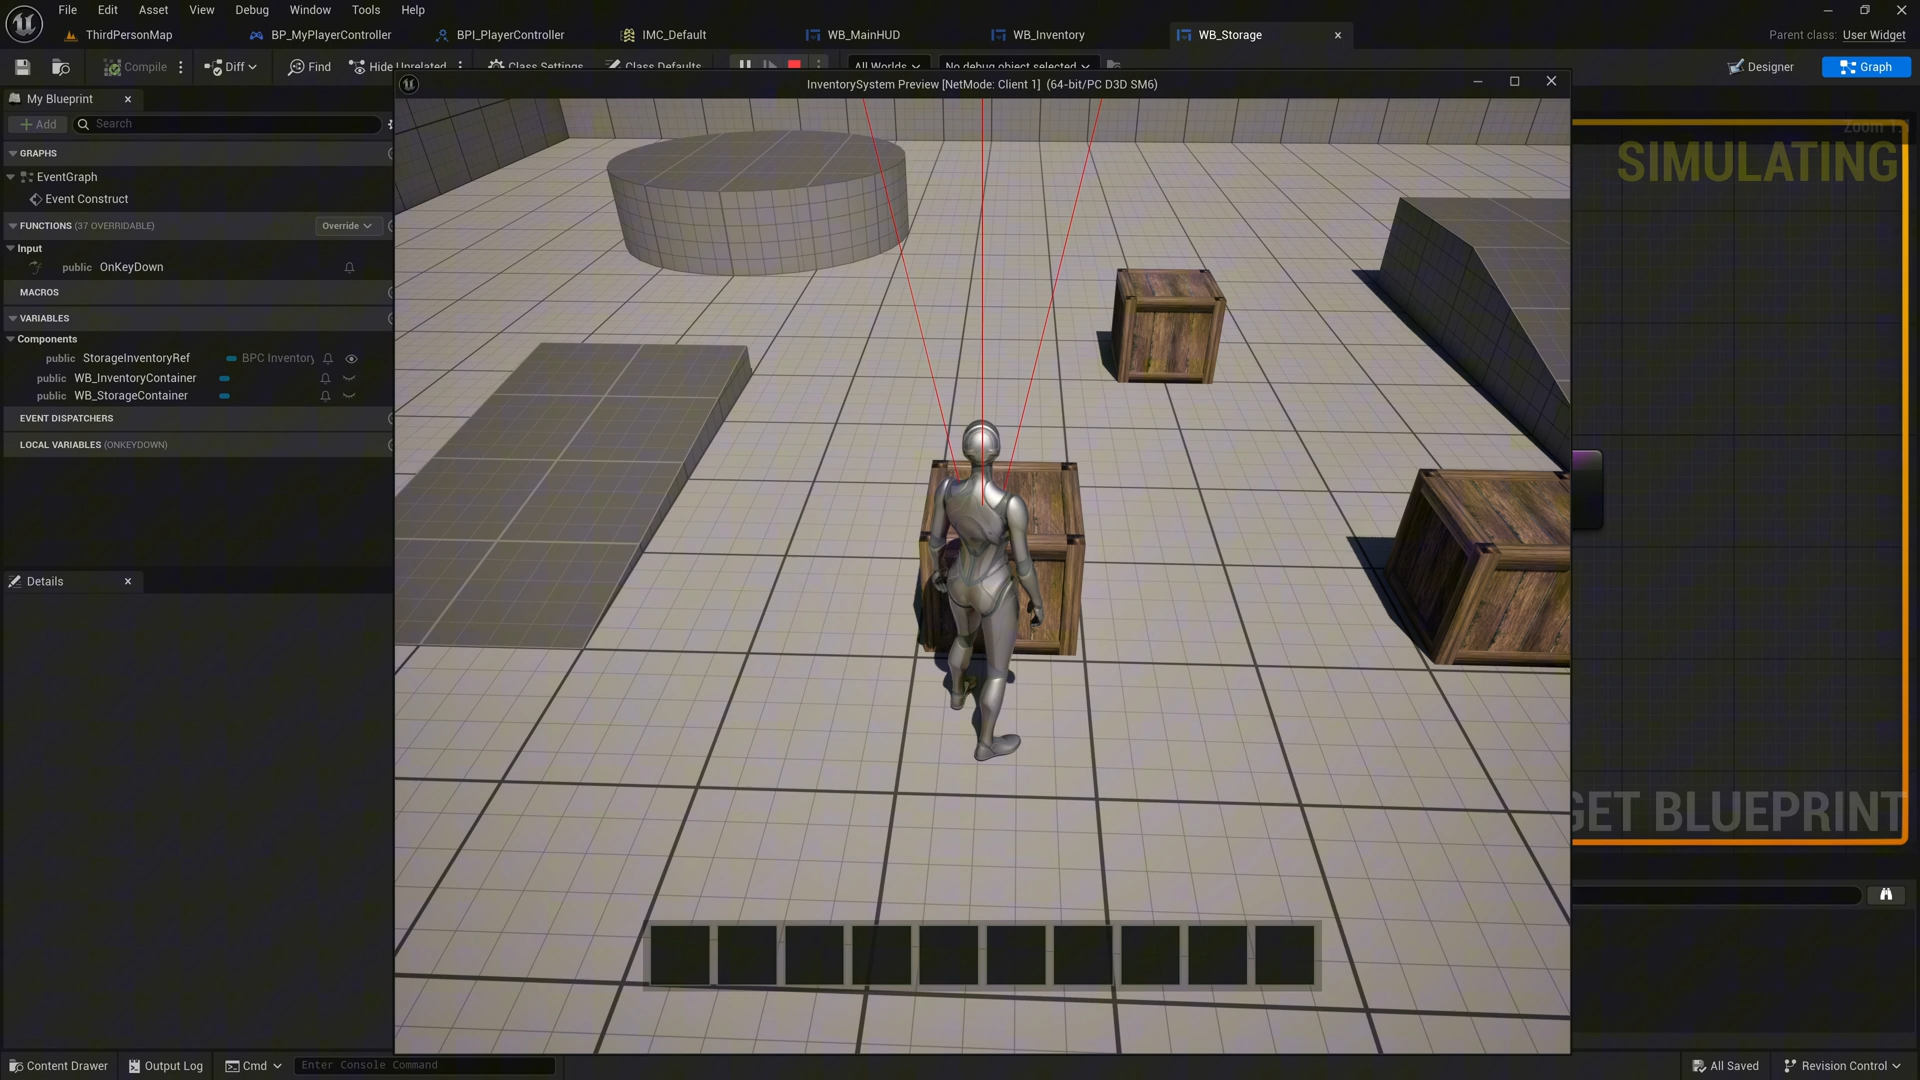 File Edit Asset View Debug Window Tools Help
ThirdPersonMap BP_MyPlayerController BPI_PlayerController IMC_Default WB_MainHUD WB_Inventory WB_Storage
Parent class: User Widget
Compile Diff Find Hide Unrelated Class Settings Class Defaults All Worlds No debug object selected Designer Graph
InventorySystem Preview [NetMode: Client 1] (64-bit/PC D3D SM6)
My Blueprint
Add Search
GRAPHS
EventGraph
Event Construct
FUNCTIONS (37 OVERRIDABLE) Override
Input
public OnKeyDown
MACROS
VARIABLES
Components
public StorageInventoryRef BPC Inventory
public WB_InventoryContainer
public WB_StorageContainer
EVENT DISPATCHERS
LOCAL VARIABLES (ONKEYDOWN)
Details
Zoom 1:1
SIMULATING
GET BLUEPRINT
Content Drawer Output Log Cmd Enter Console Command All Saved Revision Control